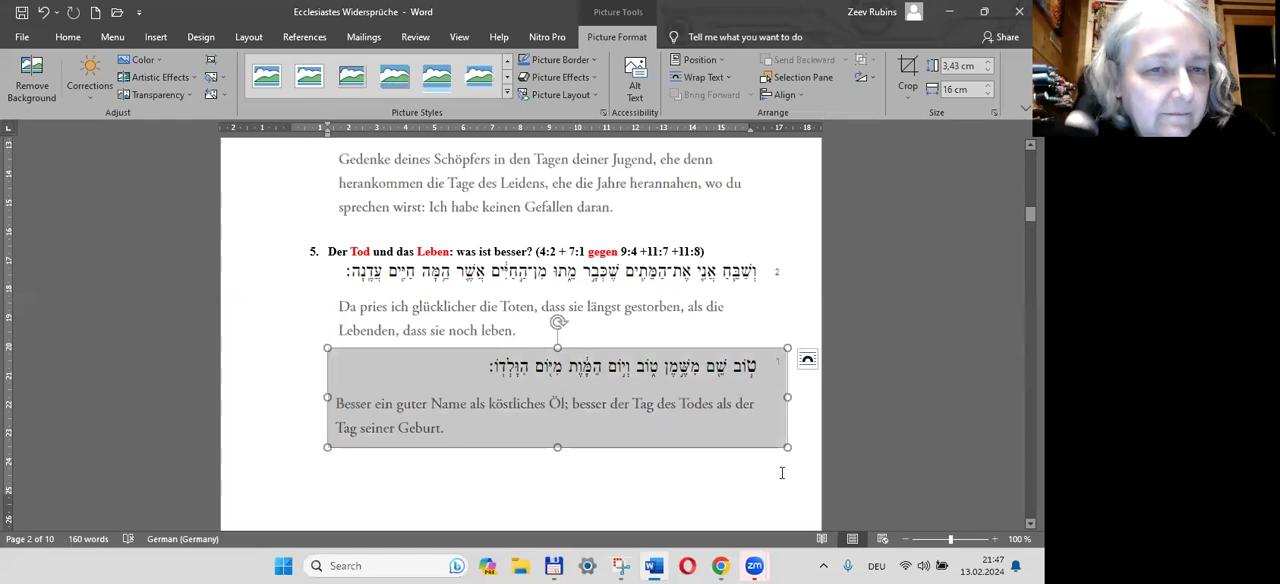 Ecclesiastes Widersprüche - Word
Picture Tools
Zeev Rubins
File Home Menu Insert Design Layout References Mailings Review View Help Nitro Pro Picture Format Tell me what you want to do Share
Remove Background
Corrections
Color
Artistic Effects
Transparency
Adjust
Picture Styles
Picture Border
Picture Effects
Picture Layout
Alt Text
Accessibility
Position
Wrap Text
Bring Forward
Send Backward
Selection Pane
Align
Arrange
Crop
3,43 cm
16 cm
Size
Gedenke deines Schöpfers in den Tagen deiner Jugend, ehe denn
herankommen die Tage des Leidens, ehe die Jahre herannahen, wo du
sprechen wirst: Ich habe keinen Gefallen daran.
5. Der Tod und das Leben: was ist besser? (4:2 + 7:1 gegen 9:4 +11:7 +11:8)
2 וְשַׁבֵּ֧חַ אֲנִ֛י אֶת־הַמֵּתִ֖ים שֶׁכְּבָ֣ר מֵ֑תוּ מִן־הַ֣חַיִּ֔ים אֲשֶׁ֛ר הֵ֥מָּה חַיִּ֖ים עֲדֶֽנָה׃
Da pries ich glücklicher die Toten, dass sie längst gestorben, als die
Lebenden, dass sie noch leben.
1 ט֥וֹב שֵׁ֖ם מִשֶּׁ֣מֶן ט֑וֹב וְי֣וֹם הַמָּ֔וֶת מִיּ֖וֹם הִוָּלְדֽוֹ׃
Besser ein guter Name als köstliches Öl; besser der Tag des Todes als der
Tag seiner Geburt.
Page 2 of 10 160 words German (Germany) 100 %
Search
DEU
21:47
13.02.2024